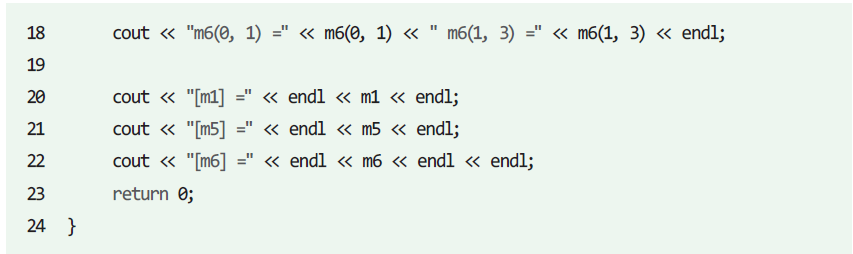 18 cout << "m6(0, 1) =" << m6(0, 1) << " m6(1, 3) =" << m6(1, 3) << endl;
19
20 cout << "[m1] =" << endl << m1 << endl;
21 cout << "[m5] =" << endl << m5 << endl;
22 cout << "[m6] =" << endl << m6 << endl << endl;
23 return 0;
24 }